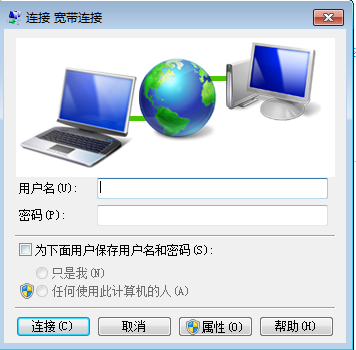 连接 宽带连接
用户名(U):
密码(P):
为下面用户保存用户名和密码(S):
只是我(N)
任何使用此计算机的人(A)
连接(C) 取消 属性(O) 帮助(H)